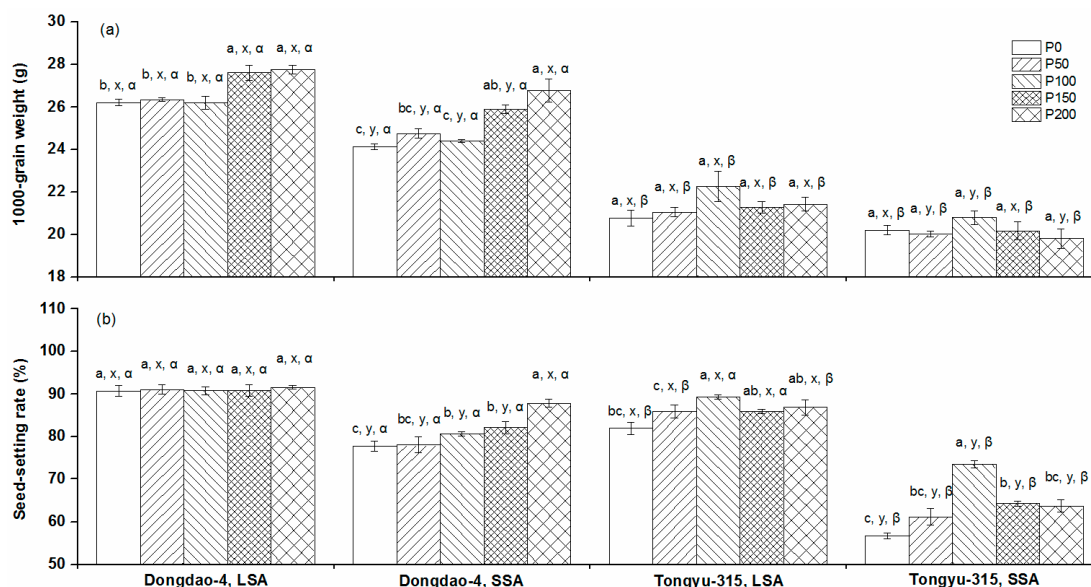 (a)
1000-grain weight (g)
30
28
26
24
22
20
18
b, x, α
b, x, α
b, x, α
a, x, α
a, x, α
c, y, α
bc, y, α
c, y, α
ab, y, α
a, x, α
a, x, β
a, x, β
a, x, β
a, x, β
a, x, β
a, x, β
a, y, β
a, y, β
a, x, β
a, y, β
P0
P50
P100
P150
P200
(b)
Seed-setting rate (%)
110
100
90
80
70
60
50
a, x, α
a, x, α
a, x, α
a, x, α
a, x, α
c, y, α
bc, y, α
b, y, α
b, y, α
a, x, α
bc, x, β
c, x, β
a, x, α
ab, x, α
ab, x, β
c, y, β
bc, y, β
a, y, β
b, y, β
bc, y, β
Dongdao-4, LSA
Dongdao-4, SSA
Tongyu-315, LSA
Tongyu-315, SSA